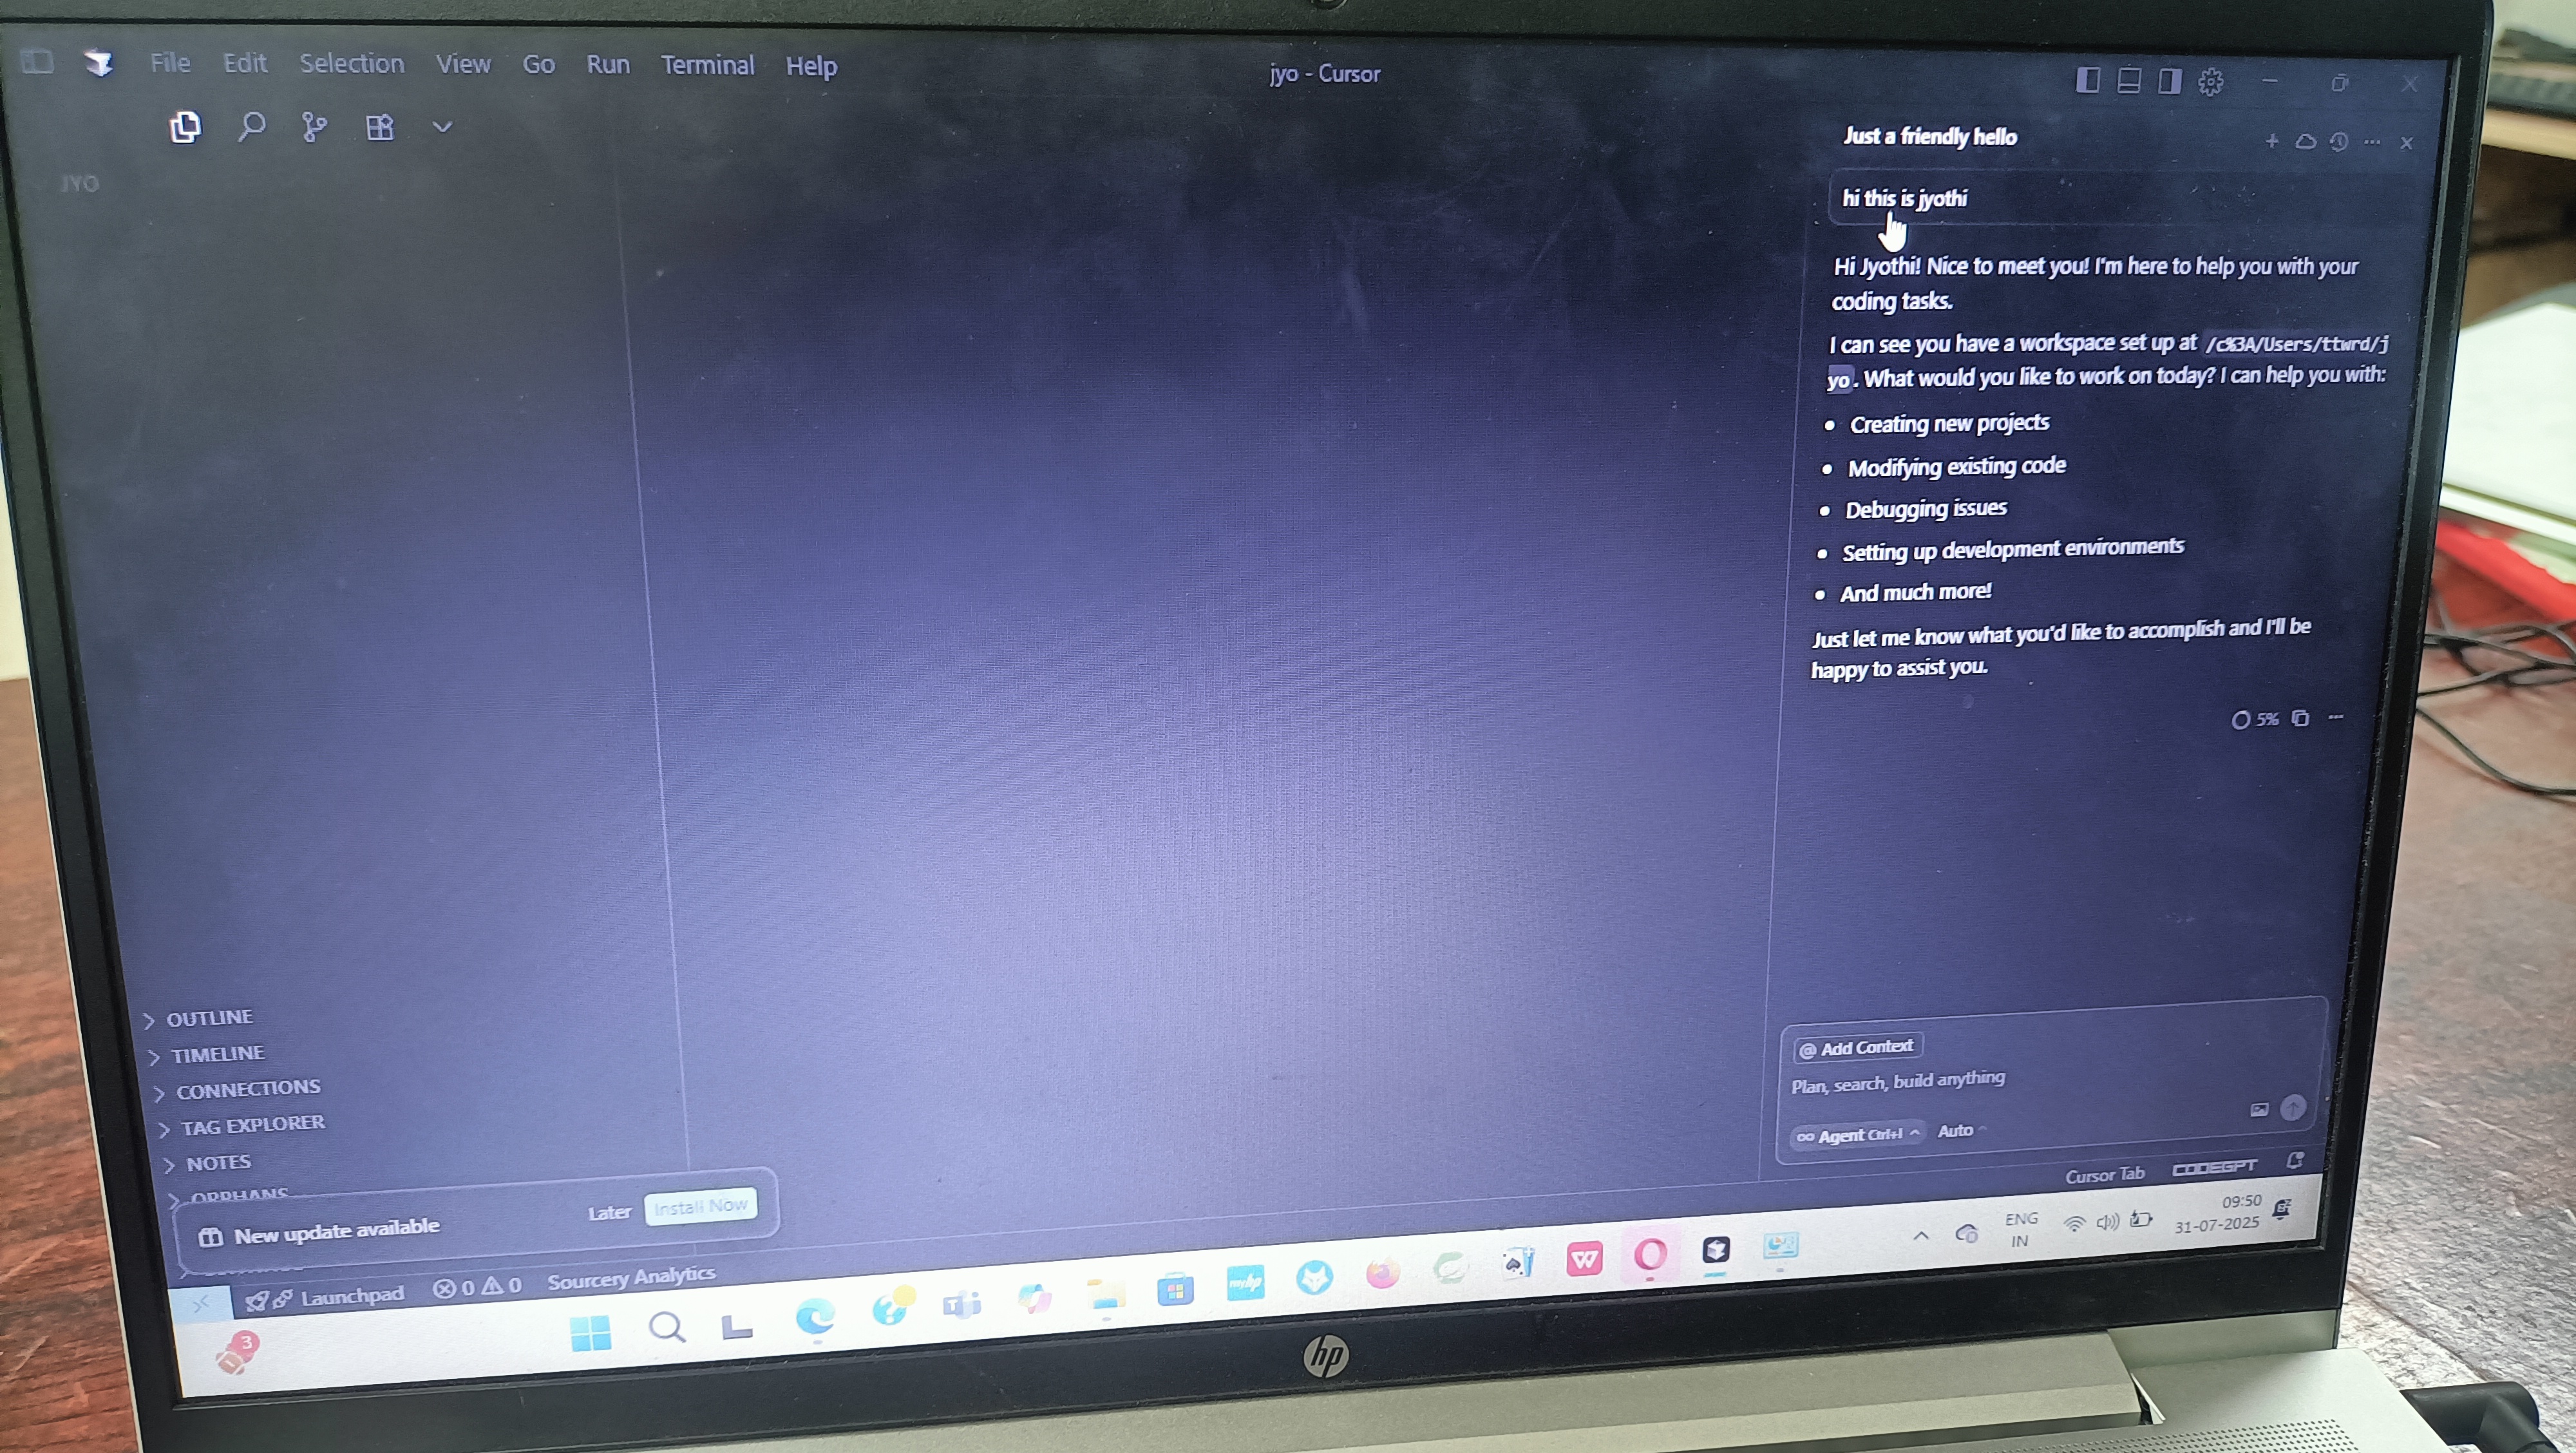 File Edit Selection View Go Run Terminal Help
jyo - Cursor
JYO
Just a friendly hello
hi this is jyothi
Hi Jyothi! Nice to meet you! I'm here to help you with your
coding tasks.
I can see you have a workspace set up at /c%3A/Users/ttwrd/j
yo. What would you like to work on today? I can help you with:
• Creating new projects
• Modifying existing code
• Debugging issues
• Setting up development environments
• And much more!
Just let me know what you'd like to accomplish and I'll be
happy to assist you.
5%
OUTLINE
TIMELINE
CONNECTIONS
TAG EXPLORER
NOTES
ORPHANS
New update available
Later Install Now
@ Add Context
Plan, search, build anything
Agent Ctrl+I Auto
Cursor Tab CODEGPT
Launchpad 0 0 Sourcery Analytics
3
myhp
ENG
IN
09:50
31-07-2025
hp